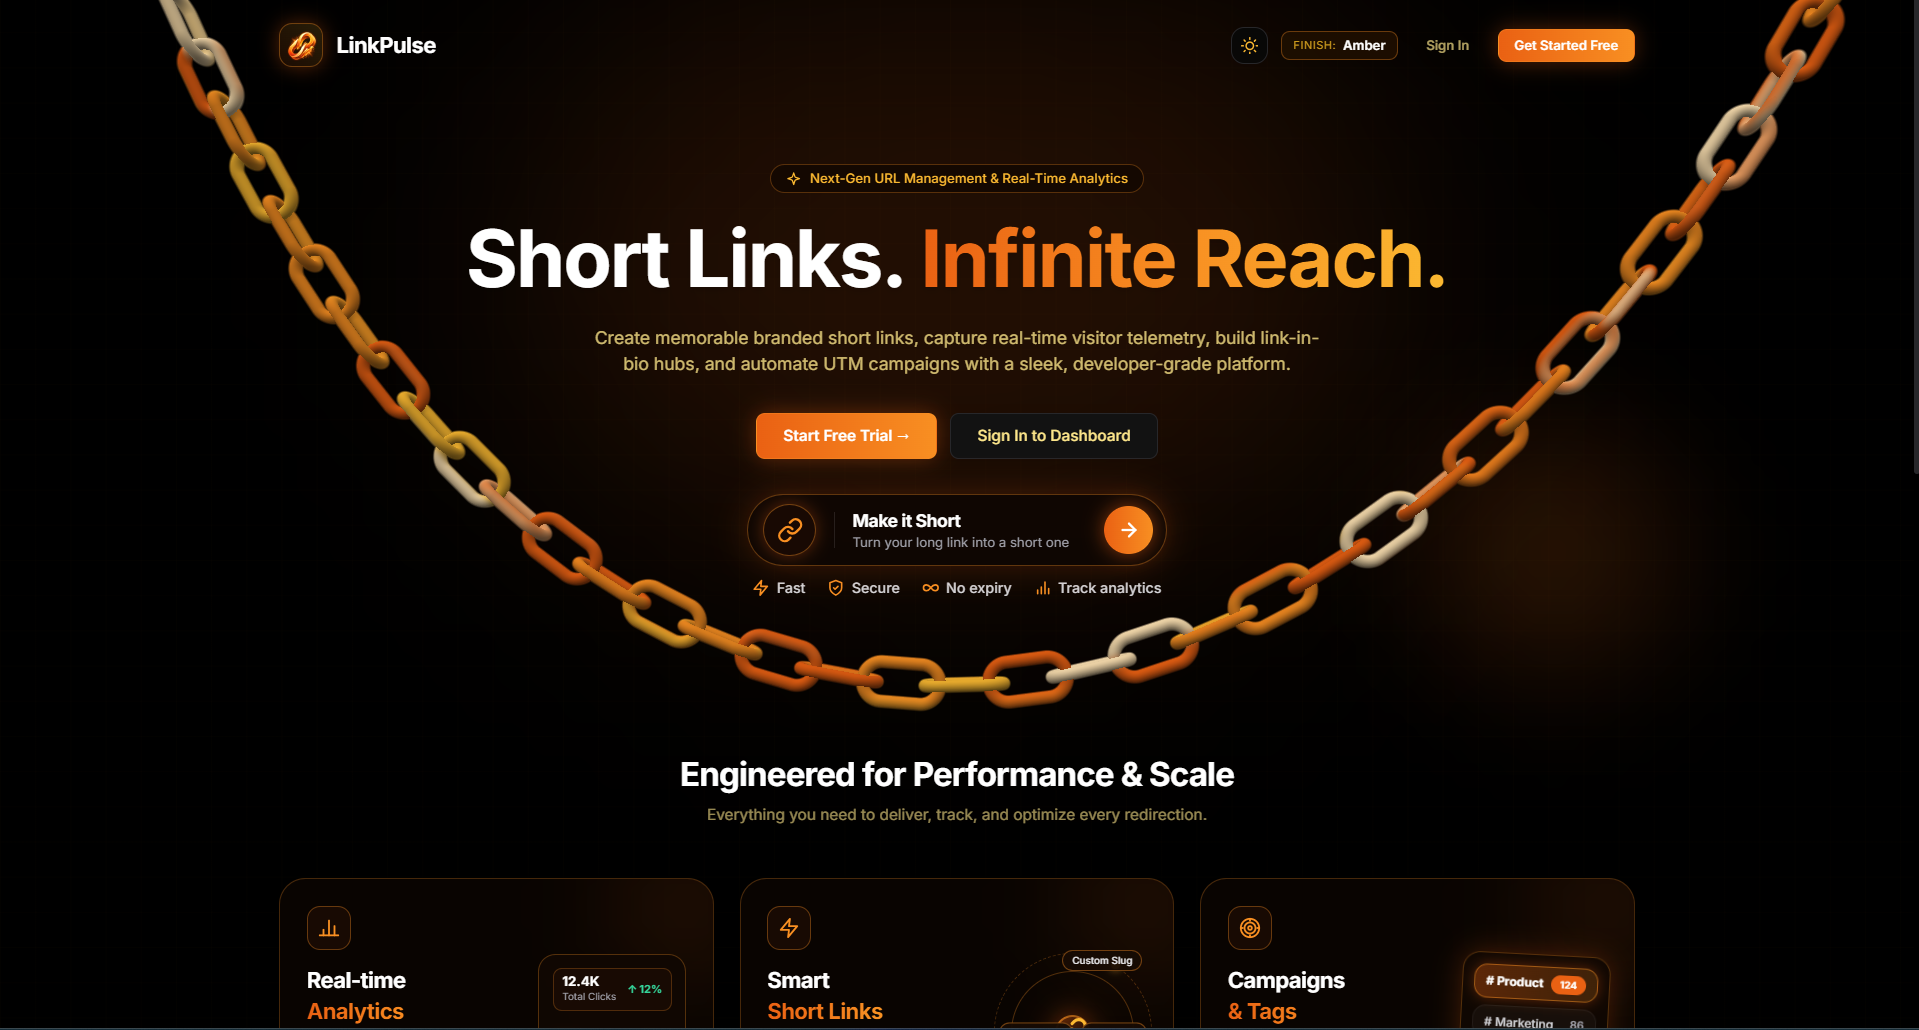 LinkPulse
FINISH: Amber
Sign In
Get Started Free
Next-Gen URL Management & Real-Time Analytics
Short Links. Infinite Reach.
Create memorable branded short links, capture real-time visitor telemetry, build link-in-
bio hubs, and automate UTM campaigns with a sleek, developer-grade platform.
Start Free Trial →
Sign In to Dashboard
Make it Short
Turn your long link into a short one
Fast
Secure
No expiry
Track analytics
Engineered for Performance & Scale
Everything you need to deliver, track, and optimize every redirection.
Real-time
Analytics
12.4K
Total Clicks
↑ 12%
Smart
Short Links
Custom Slug
Campaigns
& Tags
# Product 124
# Marketing 86